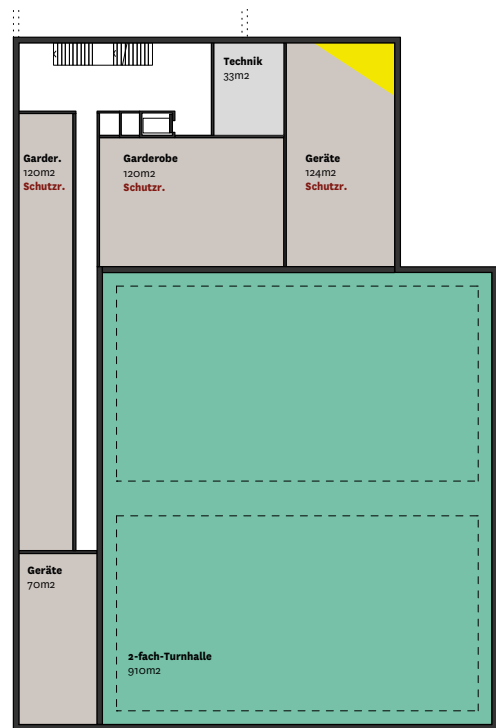 Technik
33m2
Garder.
120m2
Schutzr.
Garderobe
120m2
Schutzr.
Geräte
124m2
Schutzr.
Geräte
70m2
2-fach-Turnhalle
910m2